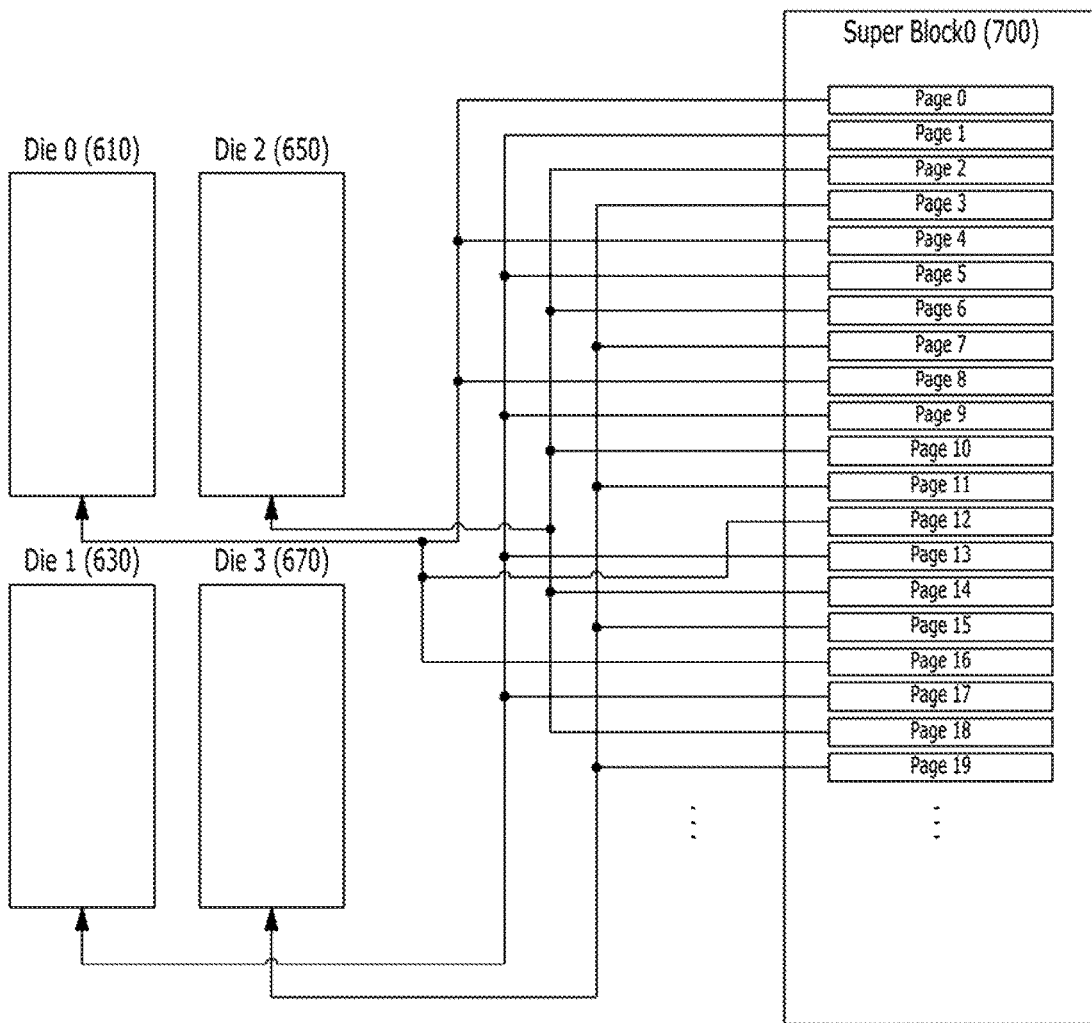 Super Block0 (700)
Page 0
Page 1
Page 2
Page 3
Page 4
Page 5
Page 6
Page 7
Page 8
Page 9
Page 10
Page 11
Page 12
Page 13
Page 14
Page 15
Page 16
Page 17
Page 18
Page 19
Die 0 (610)
Die 2 (650)
Die 1 (630)
Die 3 (670)